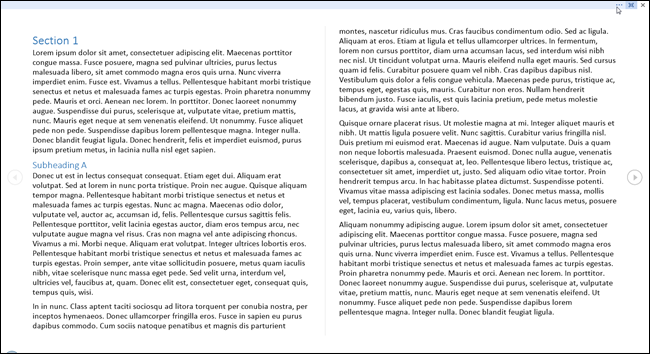 Section 1
Lorem ipsum dolor sit amet, consectetuer adipiscing elit. Maecenas porttitor
congue massa. Fusce posuere, magna sed pulvinar ultricies, purus lectus
malesuada libero, sit amet commodo magna eros quis urna. Nunc viverra
imperdiet enim. Fusce est. Vivamus a tellus. Pellentesque habitant morbi tristique
senectus et netus et malesuada fames ac turpis egestas. Proin pharetra nonummy
pede. Mauris et orci. Aenean nec lorem. In porttitor. Donec laoreet nonummy
augue. Suspendisse dui purus, scelerisque at, vulputate vitae, pretium mattis,
nunc. Mauris eget neque at sem venenatis eleifend. Ut nonummy. Fusce aliquet
pede non pede. Suspendisse dapibus lorem pellentesque magna. Integer nulla.
Donec blandit feugiat ligula. Donec hendrerit, felis et imperdiet euismod, purus
ipsum pretium metus, in lacinia nulla nisl eget sapien.
Subheading A
Donec ut est in lectus consequat consequat. Etiam eget dui. Aliquam erat
volutpat. Sed at lorem in nunc porta tristique. Proin nec augue. Quisque aliquam
tempor magna. Pellentesque habitant morbi tristique senectus et netus et
malesuada fames ac turpis egestas. Nunc ac magna. Maecenas odio dolor,
vulputate vel, auctor ac, accumsan id, felis. Pellentesque cursus sagittis felis.
Pellentesque porttitor, velit lacinia egestas auctor, diam eros tempus arcu, nec
vulputate augue magna vel risus. Cras non magna vel ante adipiscing rhoncus.
Vivamus a mi. Morbi neque. Aliquam erat volutpat. Integer ultrices lobortis eros.
Pellentesque habitant morbi tristique senectus et netus et malesuada fames ac
turpis egestas. Proin semper, ante vitae sollicitudin posuere, metus quam iaculis
nibh, vitae scelerisque nunc massa eget pede. Sed velit urna, interdum vel,
ultricies vel, faucibus at, quam. Donec elit est, consectetuer eget, consequat quis,
tempus quis, wisi.
In in nunc. Class aptent taciti sociosqu ad litora torquent per conubia nostra, per
inceptos hymenaeos. Donec ullamcorper fringilla eros. Fusce in sapien eu purus
dapibus commodo. Cum sociis natoque penatibus et magnis dis parturient
montes, nascetur ridiculus mus. Cras faucibus condimentum odio. Sed ac ligula.
Aliquam at eros. Etiam at ligula et tellus ullamcorper ultrices. In fermentum,
lorem non cursus porttitor, diam urna accumsan lacus, sed interdum wisi nibh
nec nisl. Ut tincidunt volutpat urna. Mauris eleifend nulla eget mauris. Sed cursus
quam id felis. Curabitur posuere quam vel nibh. Cras dapibus dapibus nisl.
Vestibulum quis dolor a felis congue vehicula. Maecenas pede purus, tristique ac,
tempus eget, egestas quis, mauris. Curabitur non eros. Nullam hendrerit
bibendum justo. Fusce iaculis, est quis lacinia pretium, pede metus molestie
lacus, at gravida wisi ante at libero.
Quisque ornare placerat risus. Ut molestie magna at mi. Integer aliquet mauris et
nibh. Ut mattis ligula posuere velit. Nunc sagittis. Curabitur varius fringilla nisl.
Duis pretium mi euismod erat. Maecenas id augue. Nam vulputate. Duis a quam
non neque lobortis malesuada. Praesent euismod. Donec nulla augue, venenatis
scelerisque, dapibus a, consequat at, leo. Pellentesque libero lectus, tristique ac,
consectetuer sit amet, imperdiet ut, justo. Sed aliquam odio vitae tortor. Proin
hendrerit tempus arcu. In hac habitasse platea dictumst. Suspendisse potenti.
Vivamus vitae massa adipiscing est lacinia sodales. Donec metus massa, mollis
vel, tempus placerat, vestibulum condimentum, ligula. Nunc lacus metus, posuere
eget, lacinia eu, varius quis, libero.
Aliquam nonummy adipiscing augue. Lorem ipsum dolor sit amet, consectetuer
adipiscing elit. Maecenas porttitor congue massa. Fusce posuere, magna sed
pulvinar ultricies, purus lectus malesuada libero, sit amet commodo magna eros
quis urna. Nunc viverra imperdiet enim. Fusce est. Vivamus a tellus. Pellentesque
habitant morbi tristique senectus et netus et malesuada fames ac turpis egestas.
Proin pharetra nonummy pede. Mauris et orci. Aenean nec lorem. In porttitor.
Donec laoreet nonummy augue. Suspendisse dui purus, scelerisque at, vulputate
vitae, pretium mattis, nunc. Mauris eget neque at sem venenatis eleifend. Ut
nonummy. Fusce aliquet pede non pede. Suspendisse dapibus lorem
pellentesque magna. Integer nulla. Donec blandit feugiat ligula.